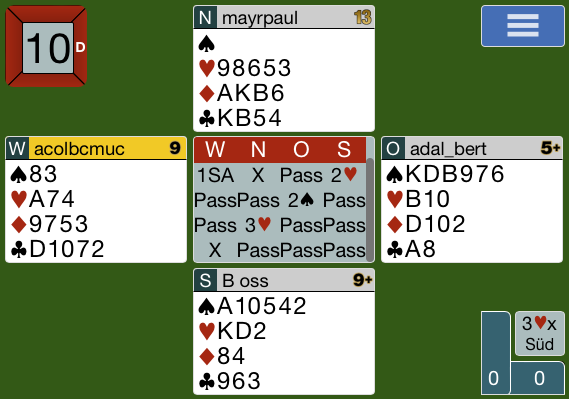 10 D
N mayrpaul 13
♠
♥98653
♦AKB6
♣KB54
W acolbcmuc 9
♠83
♥A74
♦9753
♣D1072
W N O S
1SA X Pass 2♥
Pass Pass 2♠ Pass
Pass 3♥ Pass Pass
X Pass Pass Pass
O adal_bert 5+
♠KDB976
♥B10
♦D102
♣A8
S B oss 9+
♠A10542
♥KD2
♦84
♣963
3♥x
Süd
0 0